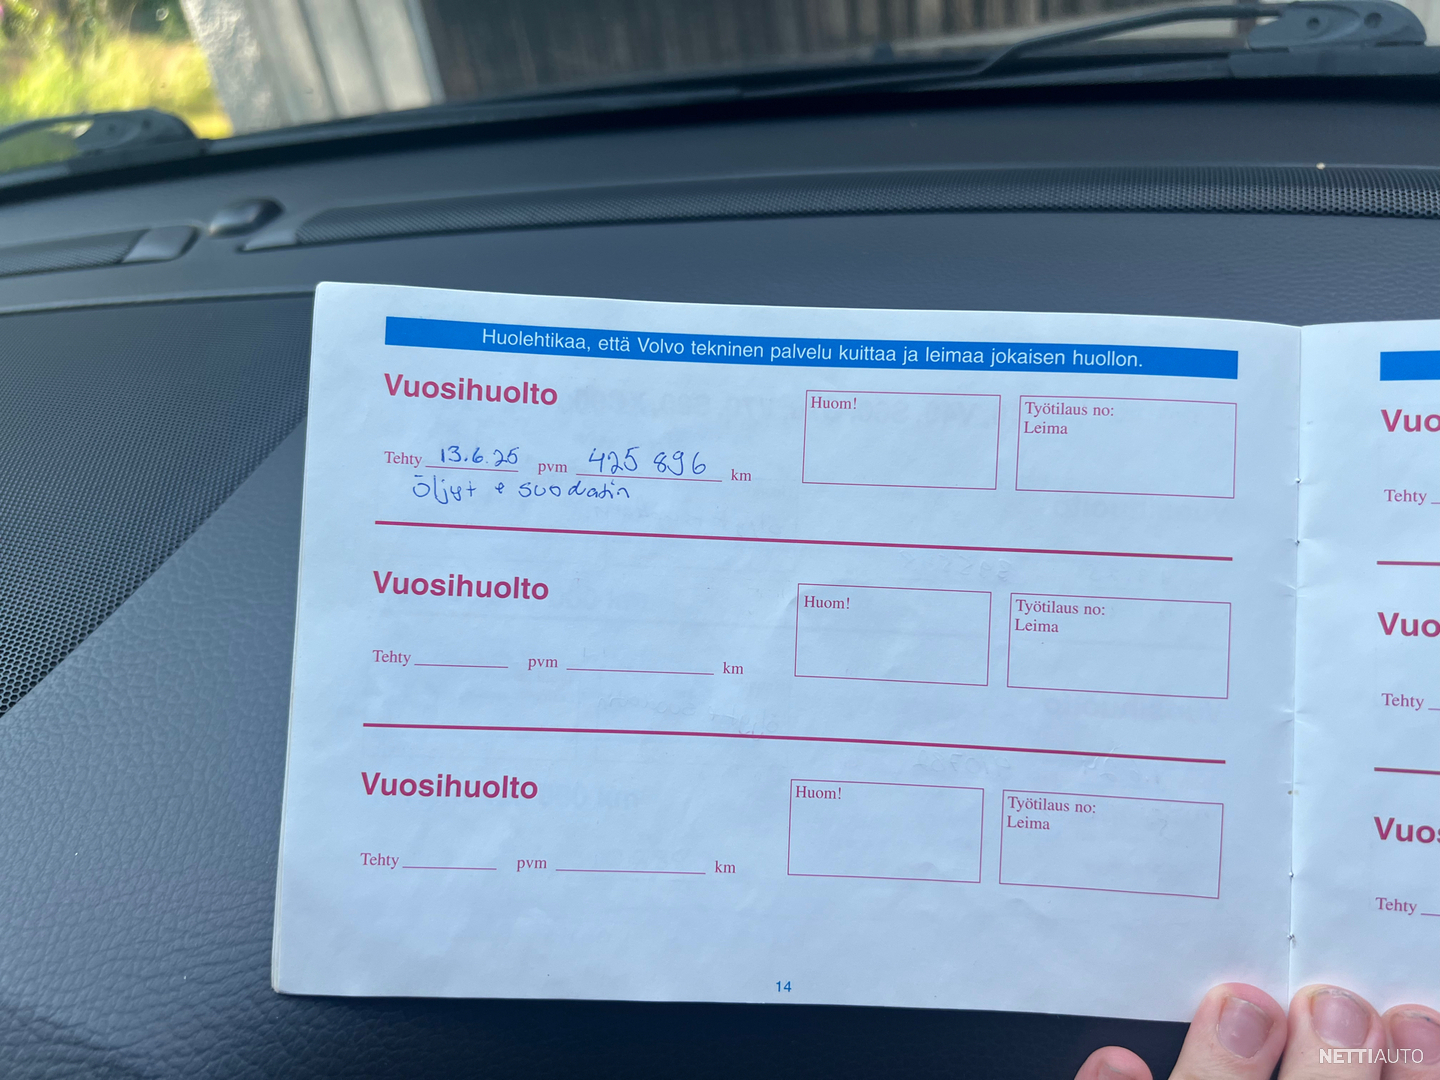 Huolehtikaa, että Volvo tekninen palvelu kuittaa ja leimaa jokaisen huollon.
Vuosihuolto
Huom!
Työtilaus no:
Leima
Tehty 13.6.25 pvm 425 896 km
öljyt + suodatin
Vuosihuolto
Huom!
Työtilaus no:
Leima
Tehty pvm km
Vuosihuolto
Huom!
Työtilaus no:
Leima
Tehty pvm km
14
Vuo
Tehty
Vuo
Tehty
Vuos
Tehty
NETTIAUTO